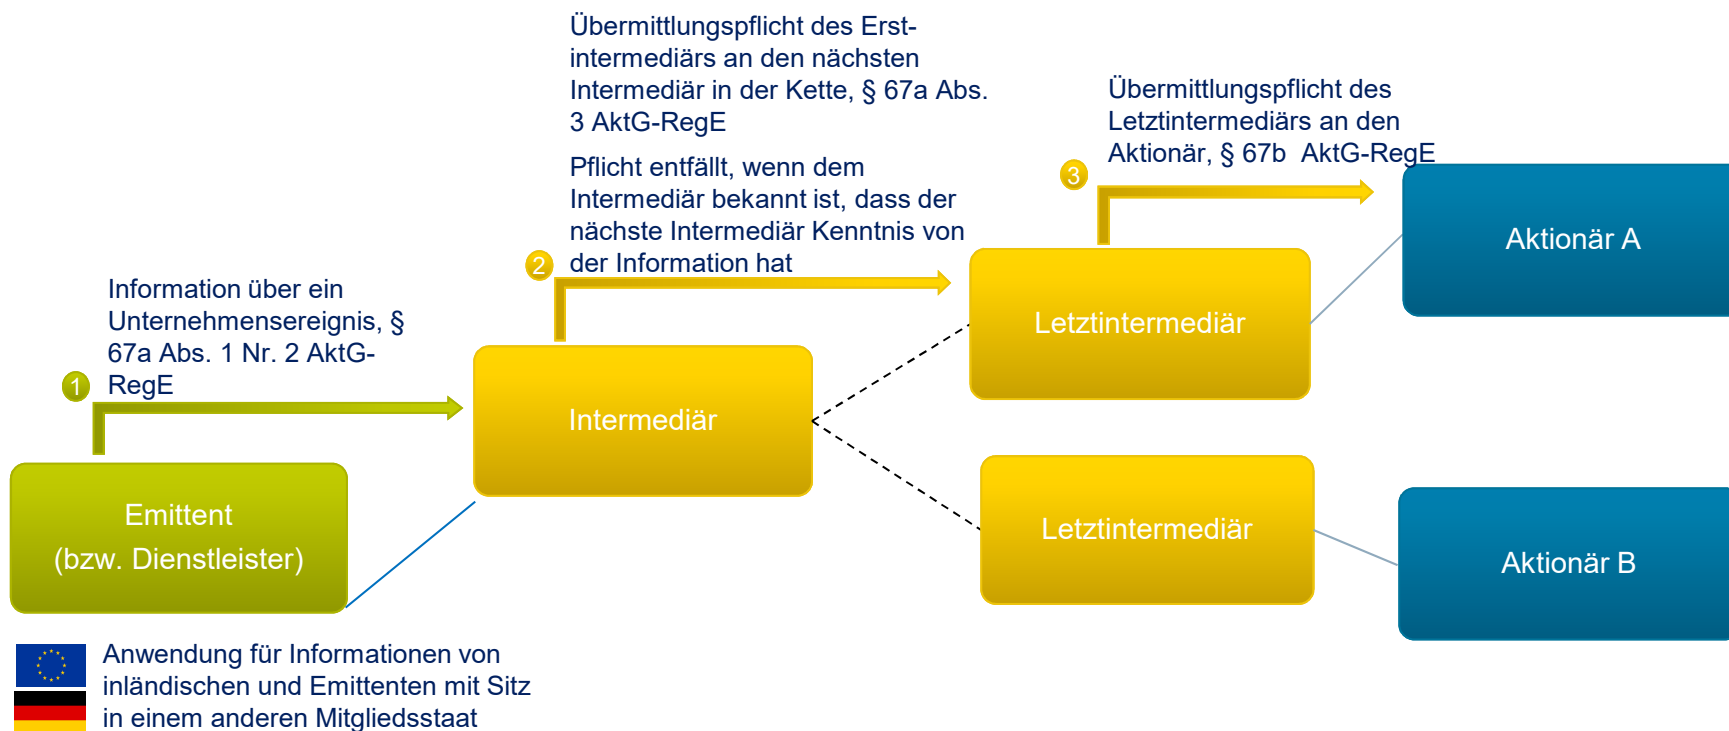 Übermittlungspflicht des Erst-
intermediärs an den nächsten
Intermediär in der Kette, § 67a Abs.
3 AktG-RegE
Pflicht entfällt, wenn dem
Intermediär bekannt ist, dass der
nächste Intermediär Kenntnis von
der Information hat
2
Übermittlungspflicht des
Letztintermediärs an den
Aktionär, § 67b AktG-RegE
3
Information über ein
Unternehmensereignis, §
67a Abs. 1 Nr. 2 AktG-
RegE
1
Aktionär A
Letztintermediär
Intermediär
Emittent
(bzw. Dienstleister)
Letztintermediär
Aktionär B
Anwendung für Informationen von
inländischen und Emittenten mit Sitz
in einem anderen Mitgliedsstaat